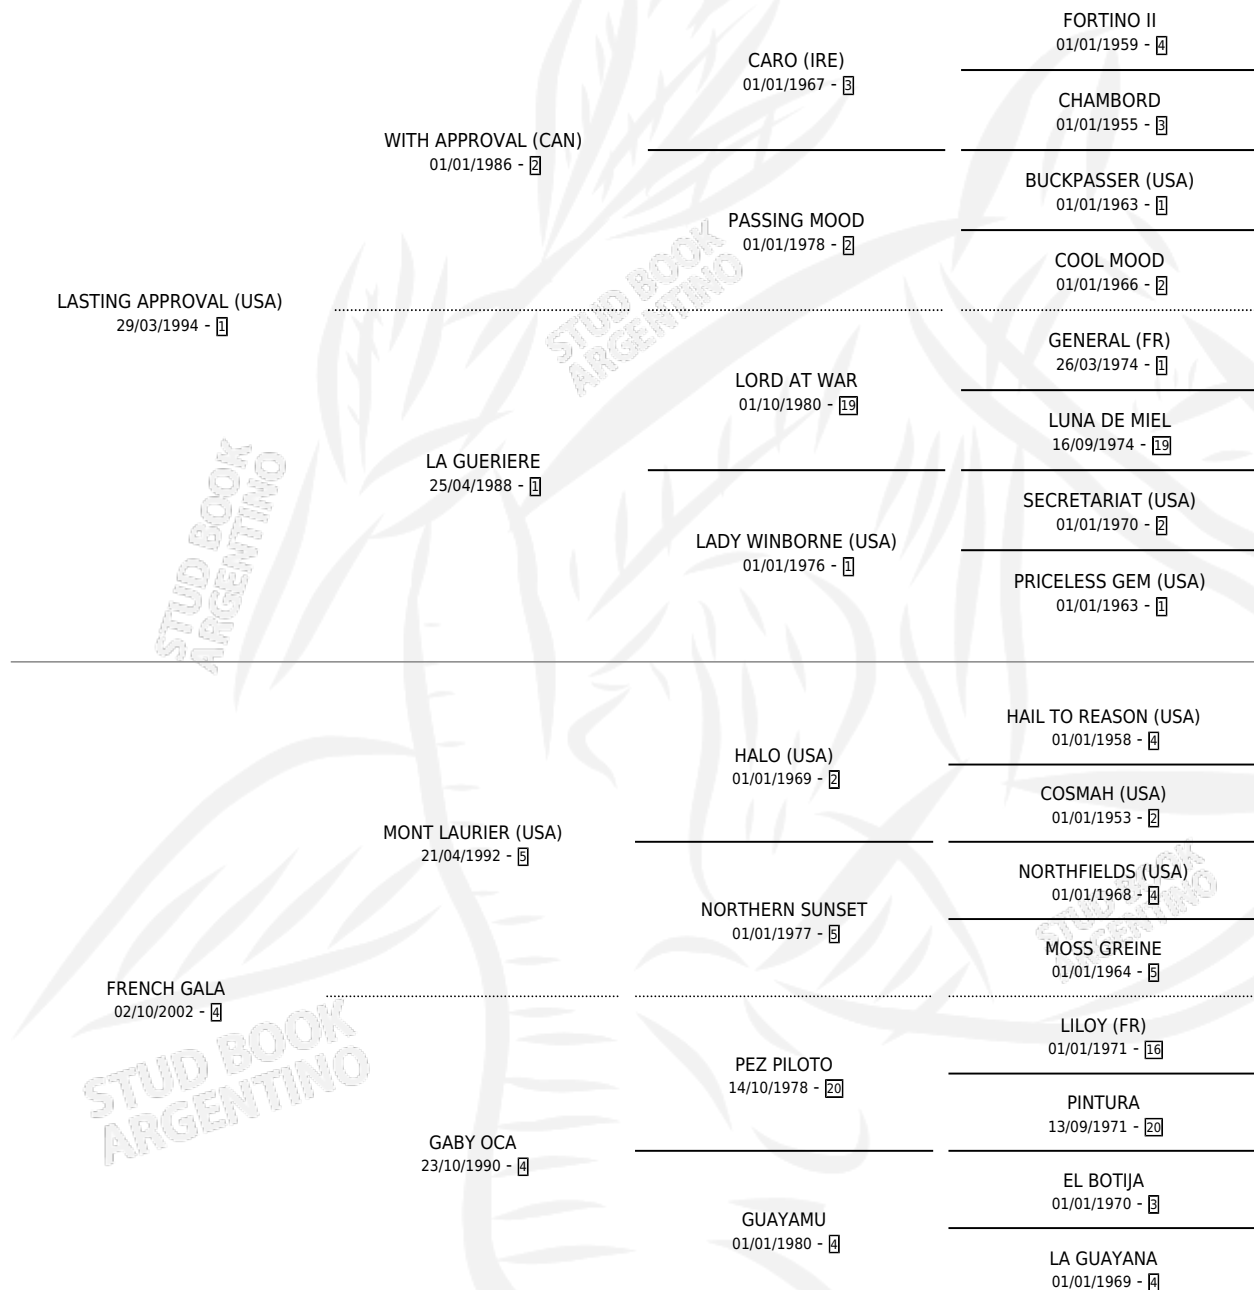 FORTINO II
01/01/1959 - 4
CARO (IRE)
01/01/1967 - 3
CHAMBORD
01/01/1955 - 3
WITH APPROVAL (CAN)
01/01/1986 - 2
BUCKPASSER (USA)
01/01/1963 - 1
PASSING MOOD
01/01/1978 - 2
COOL MOOD
01/01/1966 - 2
LASTING APPROVAL (USA)
29/03/1994 - 1
GENERAL (FR)
26/03/1974 - 1
LORD AT WAR
01/10/1980 - 19
LUNA DE MIEL
16/09/1974 - 19
LA GUERIERE
25/04/1988 - 1
SECRETARIAT (USA)
01/01/1970 - 2
LADY WINBORNE (USA)
01/01/1976 - 1
PRICELESS GEM (USA)
01/01/1963 - 1
HAIL TO REASON (USA)
01/01/1958 - 4
HALO (USA)
01/01/1969 - 2
COSMAH (USA)
01/01/1953 - 2
MONT LAURIER (USA)
21/04/1992 - 5
NORTHFIELDS (USA)
01/01/1968 - 4
NORTHERN SUNSET
01/01/1977 - 5
MOSS GREINE
01/01/1964 - 5
FRENCH GALA
02/10/2002 - 4
LILOY (FR)
01/01/1971 - 16
PEZ PILOTO
14/10/1978 - 20
PINTURA
13/09/1971 - 20
GABY OCA
23/10/1990 - 4
EL BOTIJA
01/01/1970 - 3
GUAYAMU
01/01/1980 - 4
LA GUAYANA
01/01/1969 - 4
STUD BOOK
ARGENTINO
STUD BOOK
ARGENTINO
STUD BOOK
ARGENTINO
STUD BOOK
ARGENTINO